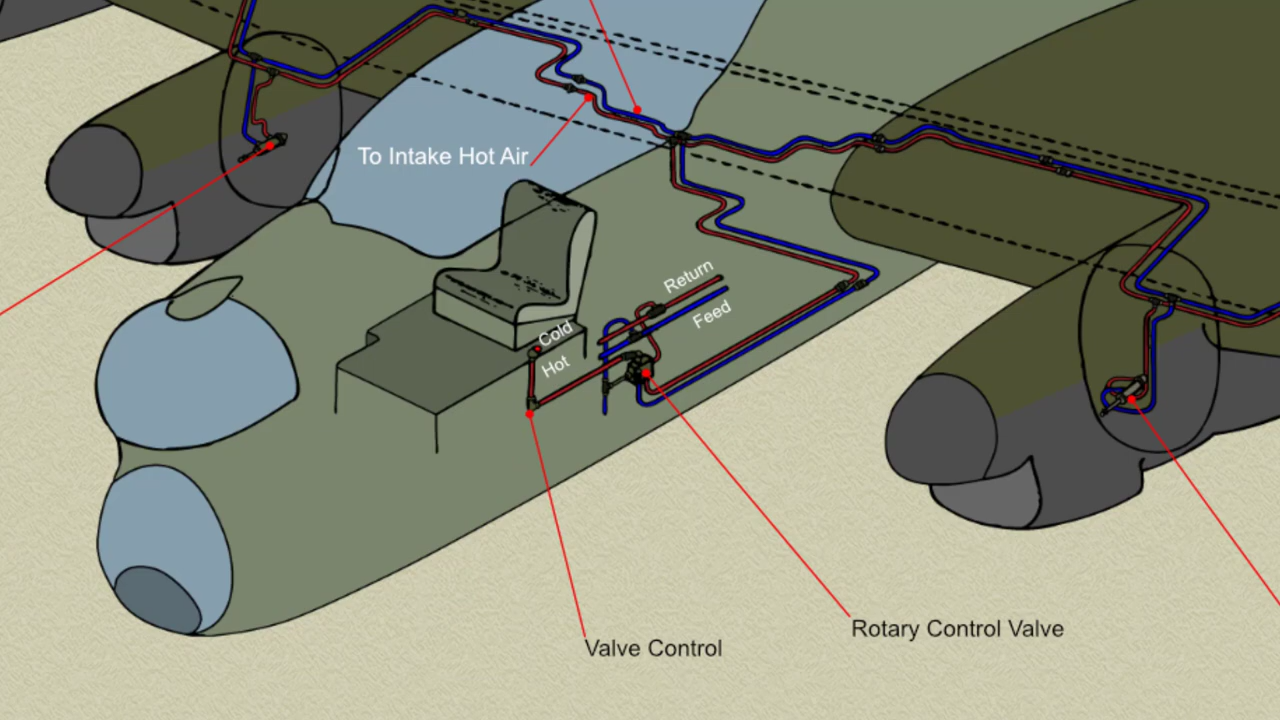 To Intake Hot Air
Return
Feed
Cold
Hot
Rotary Control Valve
Valve Control